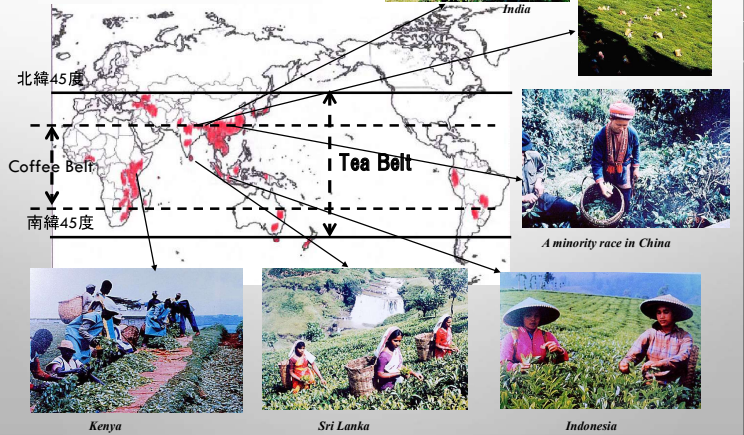 India
北緯45度
Coffee Belt
Tea Belt
南緯45度
A minority race in China
Kenya
Sri Lanka
Indonesia